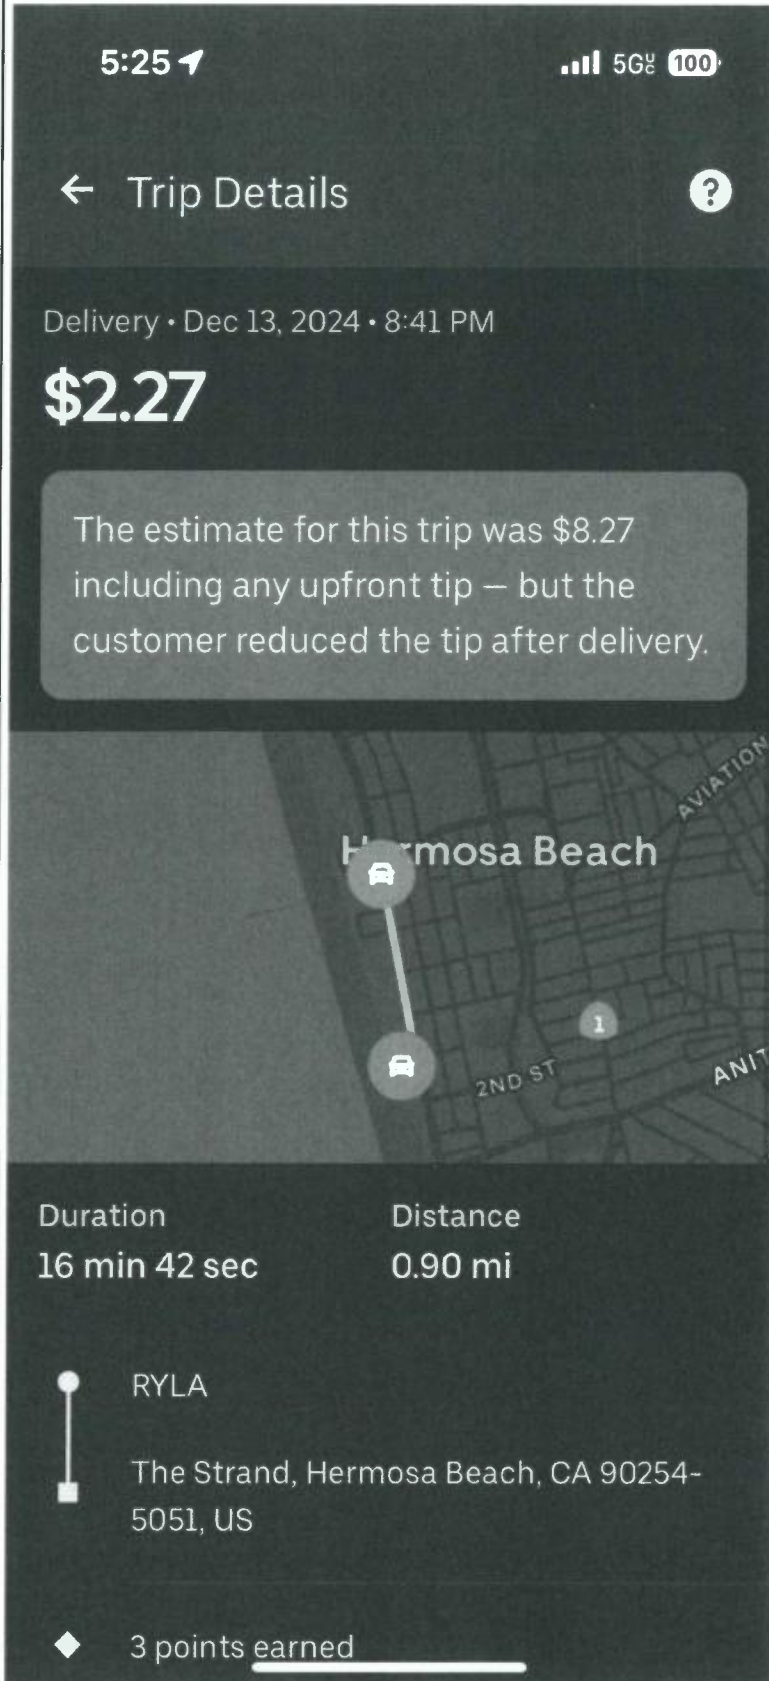 5:25
5G 100
Trip Details
?
Delivery • Dec 13, 2024 • 8:41 PM
$2.27
The estimate for this trip was $8.27
including any upfront tip — but the
customer reduced the tip after delivery.
AVIATION
Hermosa Beach
1
2ND ST
ANIT
Duration
Distance
16 min 42 sec
0.90 mi
RYLA
The Strand, Hermosa Beach, CA 90254-
5051, US
3 points earned